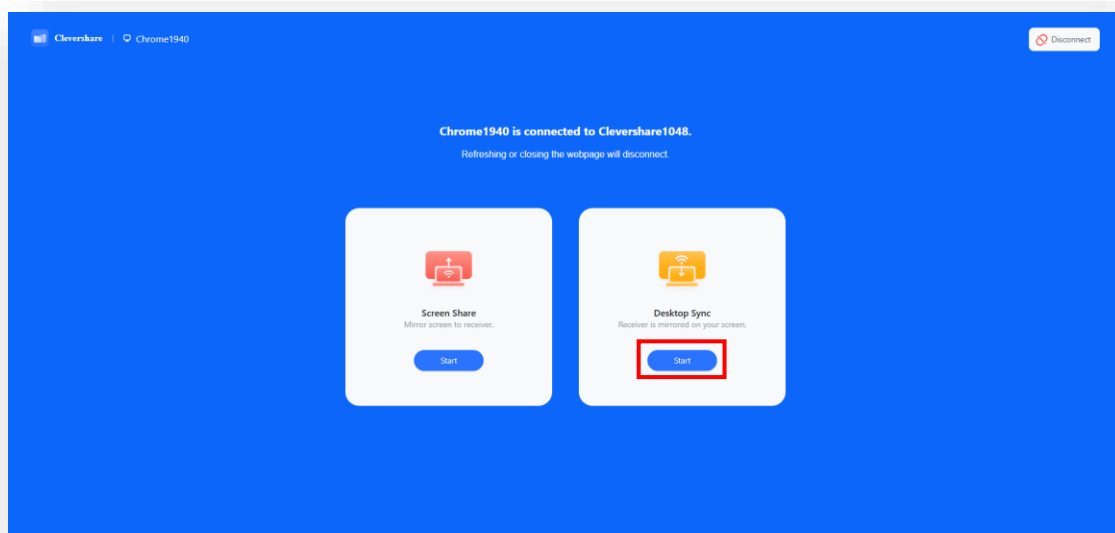 Clevershare | Chrome1940
Disconnect
Chrome1940 is connected to Clevershare1048.
Refreshing or closing the webpage will disconnect.
Screen Share
Mirror screen to receiver.
Start
Desktop Sync
Receiver is mirrored on your screen.
Start